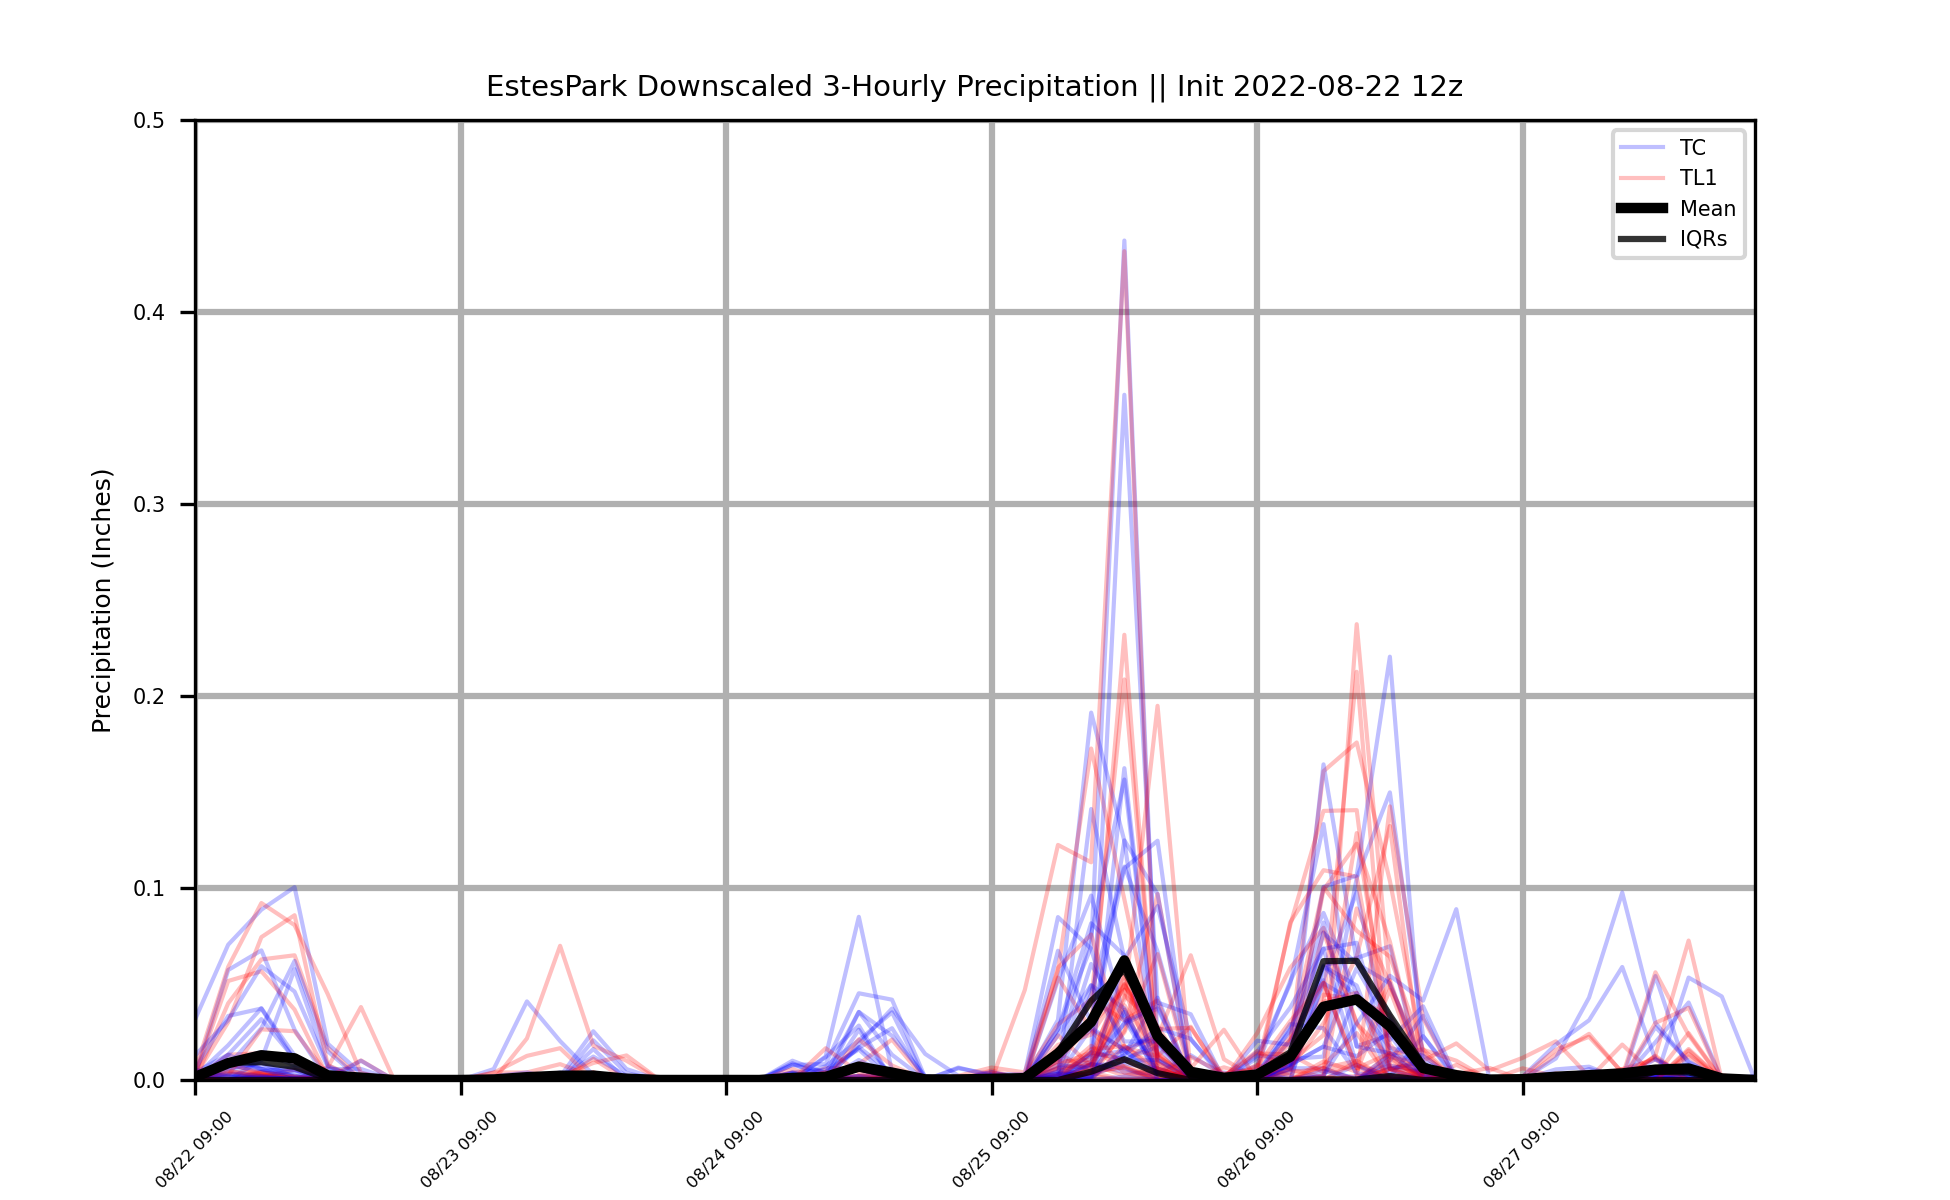 EstesPark Downscaled 3-Hourly Precipitation || Init 2022-08-22 12z
Precipitation (Inches)
0.5
0.4
0.3
0.2
0.1
0.0
TC
TL1
Mean
IQRs
08/22 09:00
08/23 09:00
08/24 09:00
08/25 09:00
08/26 09:00
08/27 09:00